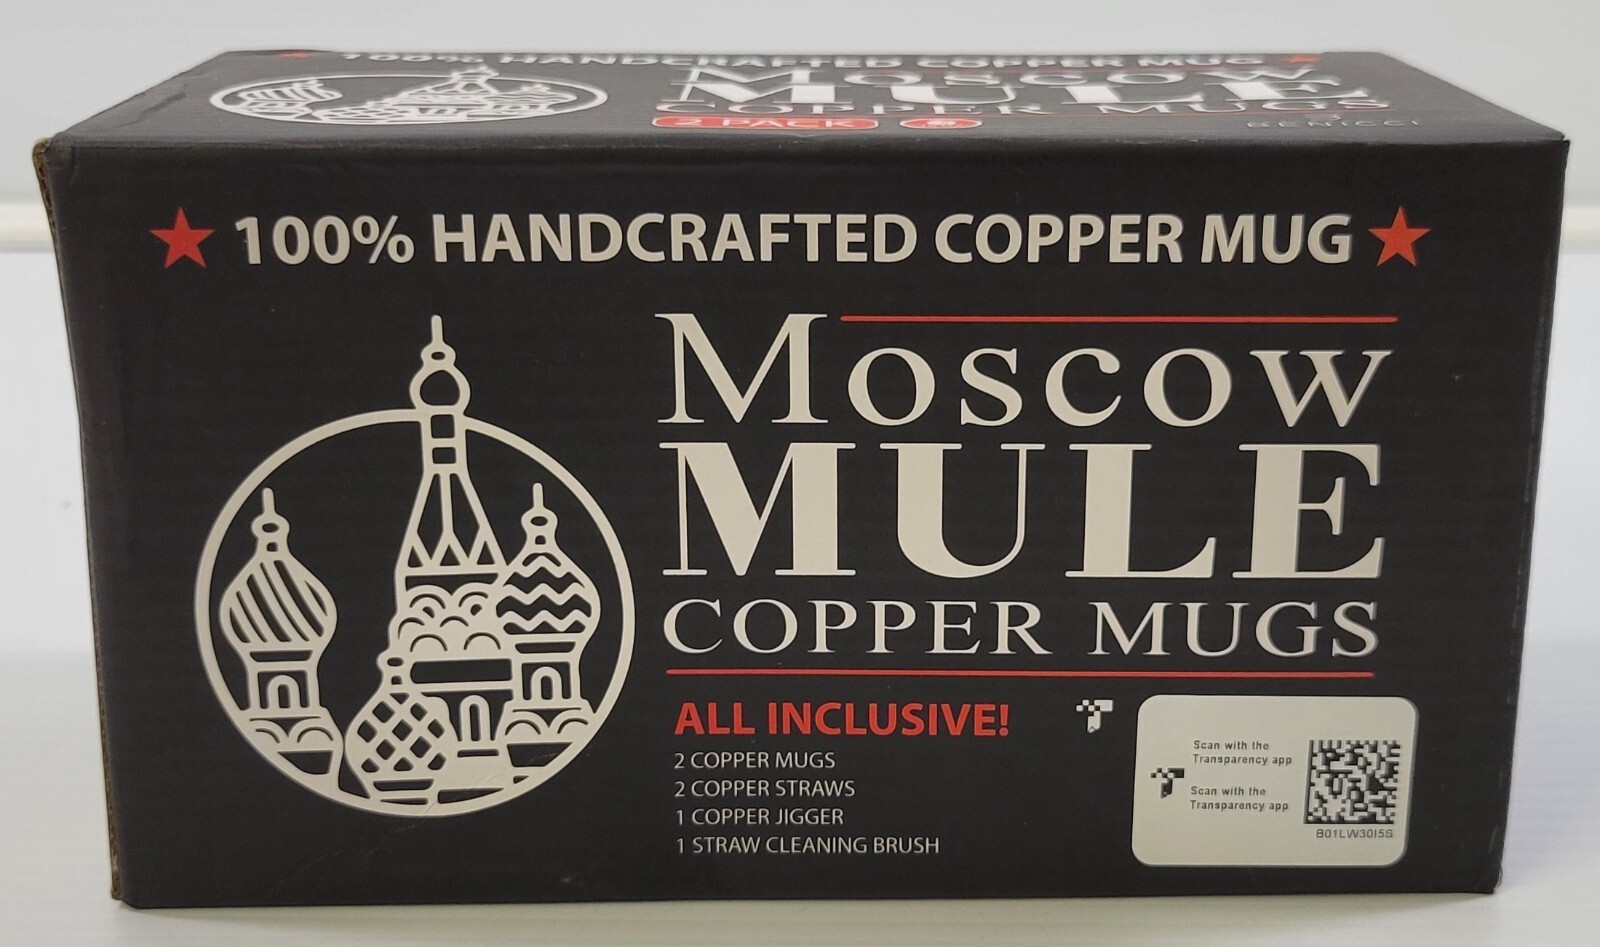 100% HANDCRAFTED COPPER MUG
MOSCOW
MULE
COPPER MUGS
2 PACK
BENICCI
100% HANDCRAFTED COPPER MUG
MOSCOW
MULE
COPPER MUGS
ALL INCLUSIVE!
2 COPPER MUGS
2 COPPER STRAWS
1 COPPER JIGGER
1 STRAW CLEANING BRUSH
Scan with the
Transparency app
Scan with the
Transparency app
B01LW30I5S